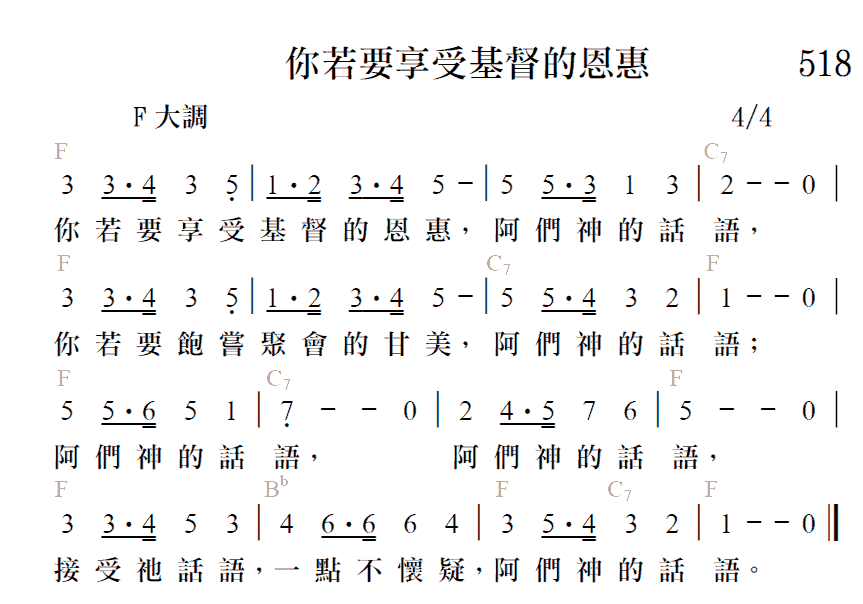 你若要享受基督的恩惠 518
F 大調 4/4
F C7
3 3·4 3 5̣ | 1·2 3·4 5 - | 5 5·3 1 3 | 2 - - 0 |
你若要享受基督的恩惠，阿們神的話語，
F C7 F
3 3·4 3 5̣ | 1·2 3·4 5 - | 5 5·4 3 2 | 1 - - 0 |
你若要飽嘗聚會的甘美，阿們神的話語；
F C7 F
5 5·6 5 1 | 7̣ - - 0 | 2 4·5 7 6 | 5 - - 0 |
阿們神的話語，阿們神的話語，
F Bb F C7 F
3 3·4 5 3 | 4 6·6 6 4 | 3 5·4 3 2 | 1 - - 0 ||
接受祂話語，一點不懷疑，阿們神的話語。